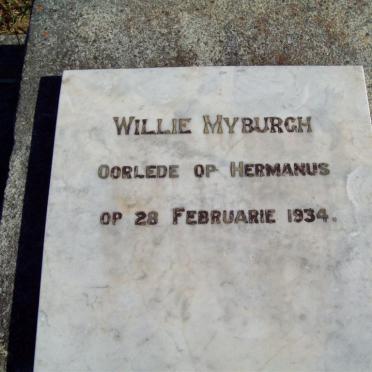 WILLIE MYBURGH
OORLEDE OP HERMANUS
OP 28 FEBRUARIE 1934.